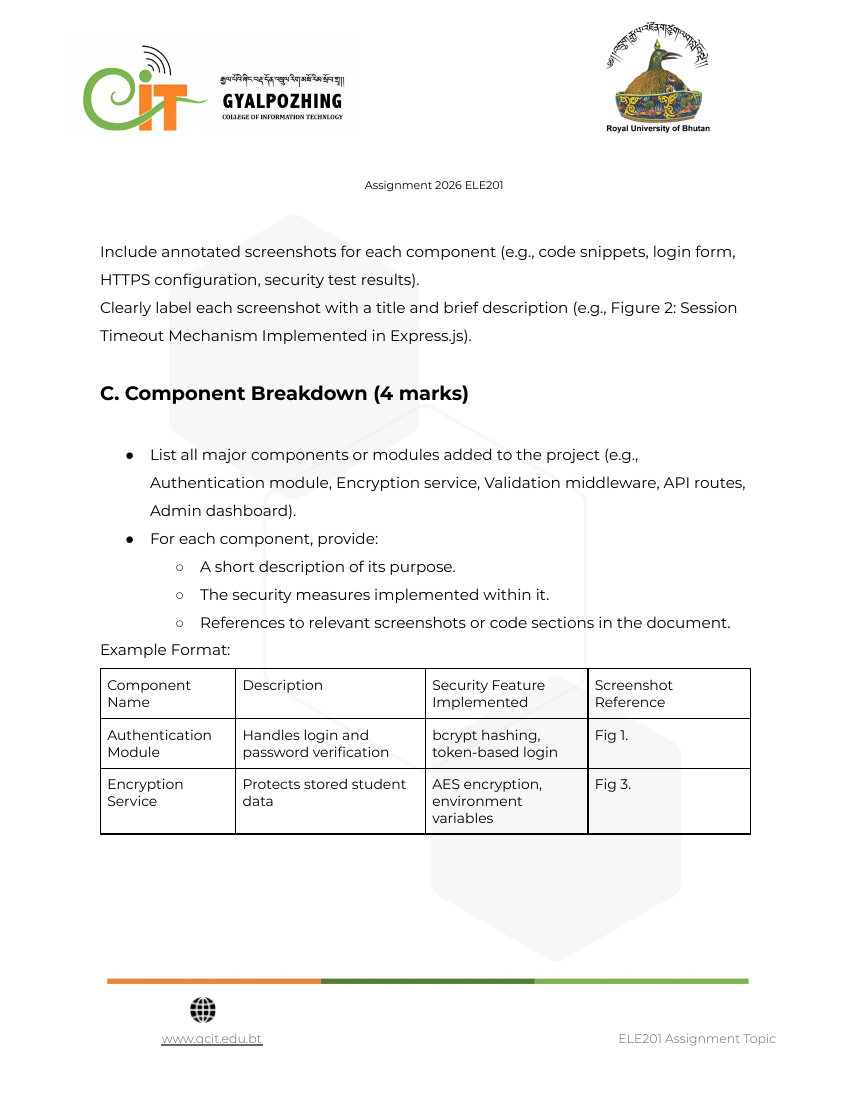 GYALPOZHING
COLLEGE OF INFORMATION TECHNLOGY
Royal University of Bhutan
Assignment 2026 ELE201
Include annotated screenshots for each component (e.g., code snippets, login form,
HTTPS configuration, security test results).
Clearly label each screenshot with a title and brief description (e.g., Figure 2: Session
Timeout Mechanism Implemented in Express.js).
C. Component Breakdown (4 marks)
● List all major components or modules added to the project (e.g.,
Authentication module, Encryption service, Validation middleware, API routes,
Admin dashboard).
● For each component, provide:
○ A short description of its purpose.
○ The security measures implemented within it.
○ References to relevant screenshots or code sections in the document.
Example Format:
Component
Name
Description
Security Feature
Implemented
Screenshot
Reference
Authentication
Module
Handles login and
password verification
bcrypt hashing,
token-based login
Fig 1.
Encryption
Service
Protects stored student
data
AES encryption,
environment
variables
Fig 3.
www.gcit.edu.bt
ELE201 Assignment Topic